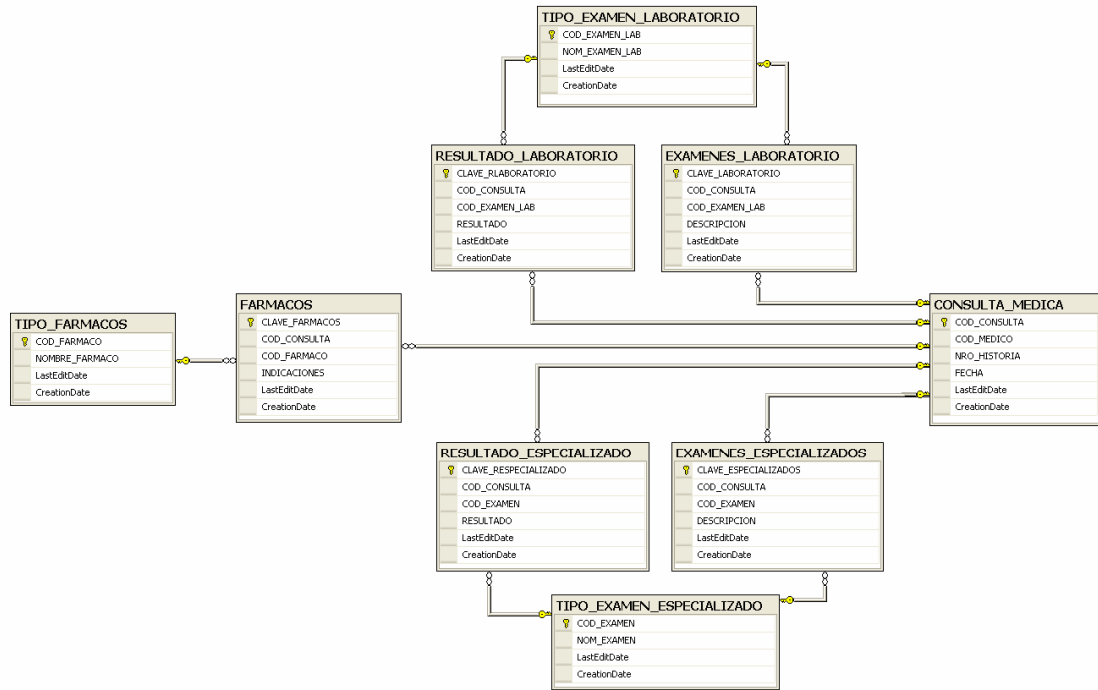 TIPO_EXAMEN_LABORATORIO
COD_EXAMEN_LAB
NOM_EXAMEN_LAB
LastEditDate
CreationDate
RESULTADO_LABORATORIO
CLAVE_RLABORATORIO
COD_CONSULTA
COD_EXAMEN_LAB
RESULTADO
LastEditDate
CreationDate
EXAMENES_LABORATORIO
CLAVE_LABORATORIO
COD_CONSULTA
COD_EXAMEN_LAB
DESCRIPCION
LastEditDate
CreationDate
TIPO_FARMACOS
COD_FARMACO
NOMBRE_FARMACO
LastEditDate
CreationDate
FARMACOS
CLAVE_FARMACOS
COD_CONSULTA
COD_FARMACO
INDICACIONES
LastEditDate
CreationDate
CONSULTA_MEDICA
COD_CONSULTA
COD_MEDICO
NRO_HISTORIA
FECHA
LastEditDate
CreationDate
RESULTADO_ESPECIALIZADO
CLAVE_RESPECIALIZADO
COD_CONSULTA
COD_EXAMEN
RESULTADO
LastEditDate
CreationDate
EXAMENES_ESPECIALIZADOS
CLAVE_ESPECIALIZADOS
COD_CONSULTA
COD_EXAMEN
DESCRIPCION
LastEditDate
CreationDate
TIPO_EXAMEN_ESPECIALIZADO
COD_EXAMEN
NOM_EXAMEN
LastEditDate
CreationDate